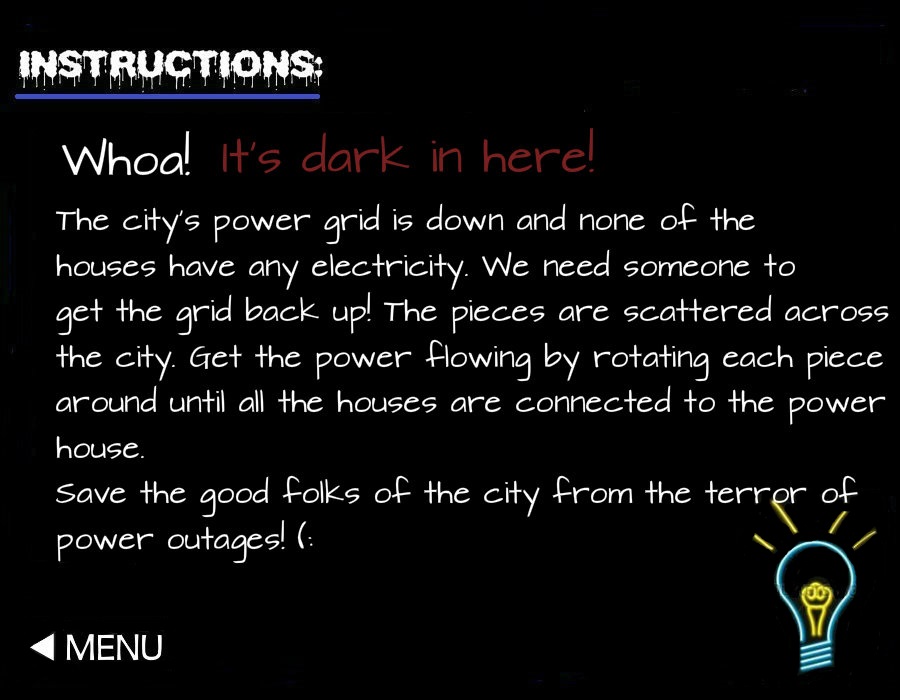 INSTRUCTIONS:
Whoa! It's dark in here!
The city's power grid is down and none of the
houses have any electricity. We need someone to
get the grid back up! The pieces are scattered across
the city. Get the power flowing by rotating each piece
around until all the houses are connected to the power
house.
Save the good folks of the city from the terror of
power outages! (:
MENU